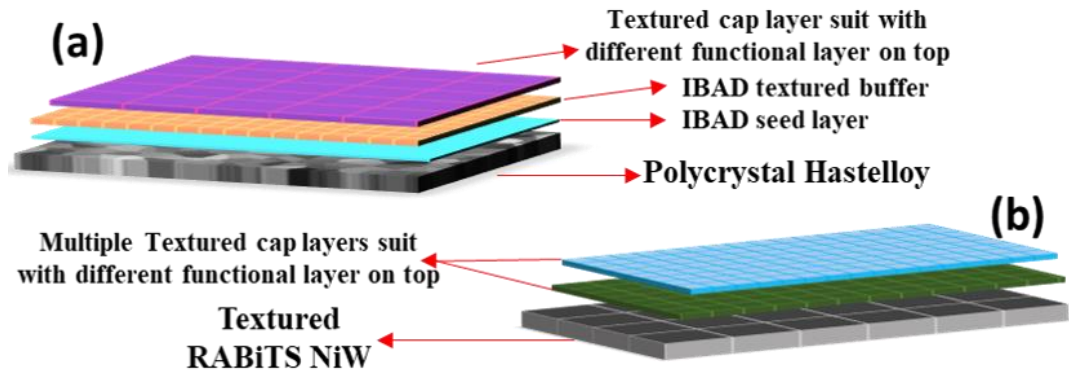 (a)
Textured cap layer suit with
different functional layer on top
IBAD textured buffer
IBAD seed layer
Polycrystal Hastelloy
(b)
Multiple Textured cap layers suit
with different functional layer on top
Textured
RABiTS NiW